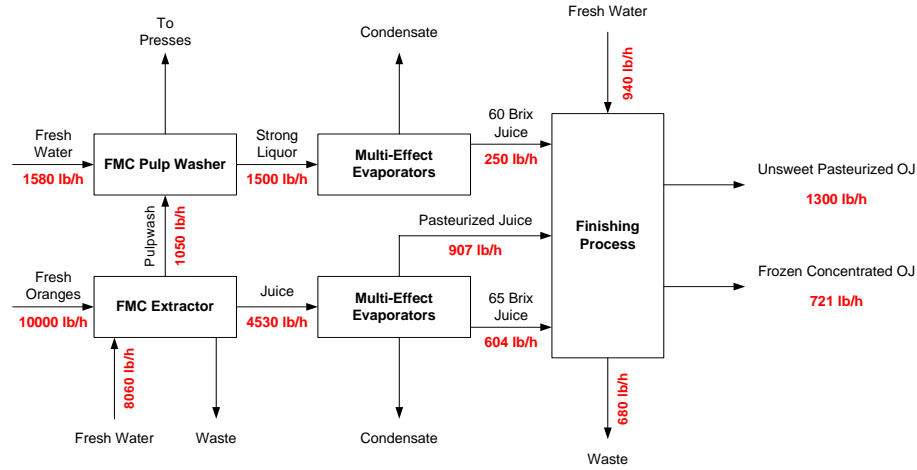 To
Presses
Condensate
Fresh Water
940 lb/h
Fresh
Water
1580 lb/h
FMC Pulp Washer
Strong
Liquor
1500 lb/h
Multi-Effect
Evaporators
60 Brix
Juice
250 lb/h
Unsweet Pasteurized OJ
1300 lb/h
Pulpwash
1050 lb/h
Pasteurized Juice
907 lb/h
Finishing
Process
Fresh
Oranges
10000 lb/h
FMC Extractor
Juice
4530 lb/h
Multi-Effect
Evaporators
65 Brix
Juice
604 lb/h
Frozen Concentrated OJ
721 lb/h
8060 lb/h
680 lb/h
Fresh Water
Waste
Condensate
Waste